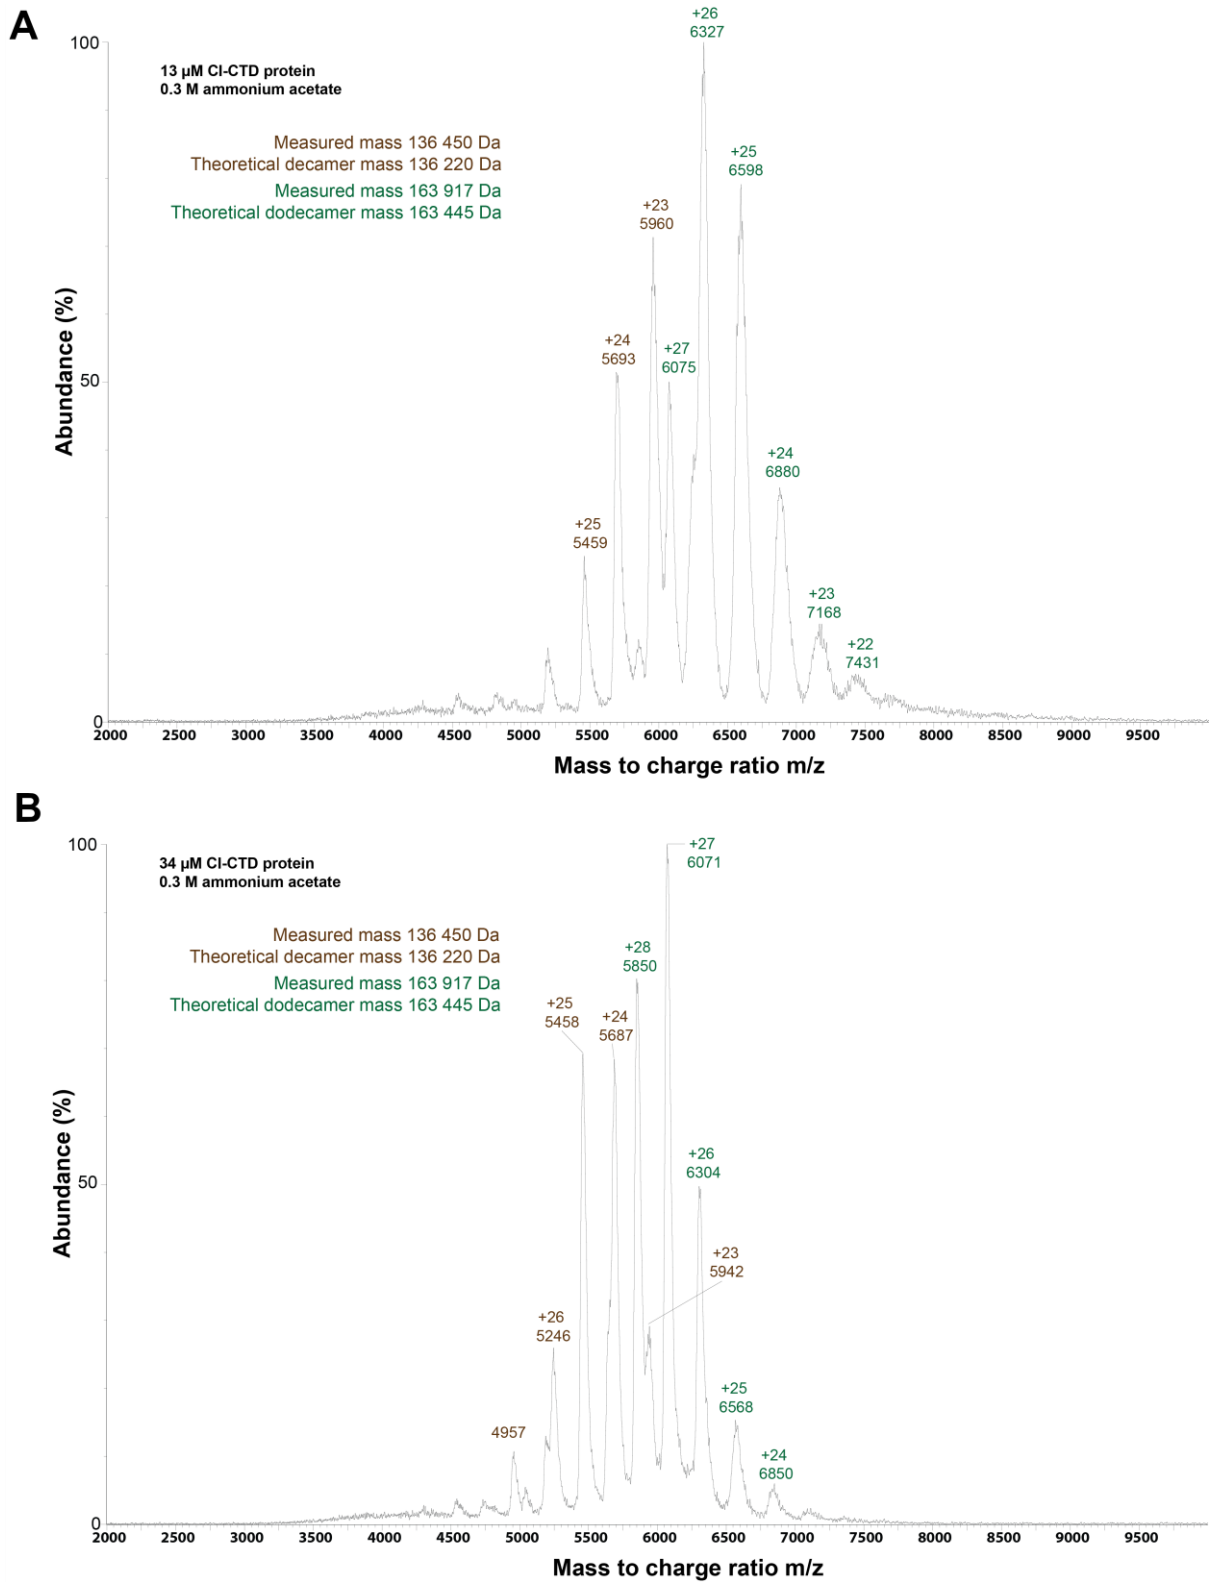 A
+26
6327
100
13 µM CI-CTD protein
0.3 M ammonium acetate
Measured mass 136 450 Da
Theoretical decamer mass 136 220 Da
Measured mass 163 917 Da
Theoretical dodecamer mass 163 445 Da
+25
6598
+23
5960
+24
5693
+27
6075
50
+24
6880
+25
5459
+23
7168
+22
7431
0
Abundance (%)
2000 2500 3000 3500 4000 4500 5000 5500 6000 6500 7000 7500 8000 8500 9000 9500
Mass to charge ratio m/z
B
100
+27
6071
34 µM CI-CTD protein
0.3 M ammonium acetate
Measured mass 136 450 Da
Theoretical decamer mass 136 220 Da
Measured mass 163 917 Da
Theoretical dodecamer mass 163 445 Da
+28
5850
+25
5458
+24
5687
+26
6304
50
+23
5942
+26
5246
+25
6568
4957
+24
6850
0
Abundance (%)
2000 2500 3000 3500 4000 4500 5000 5500 6000 6500 7000 7500 8000 8500 9000 9500
Mass to charge ratio m/z